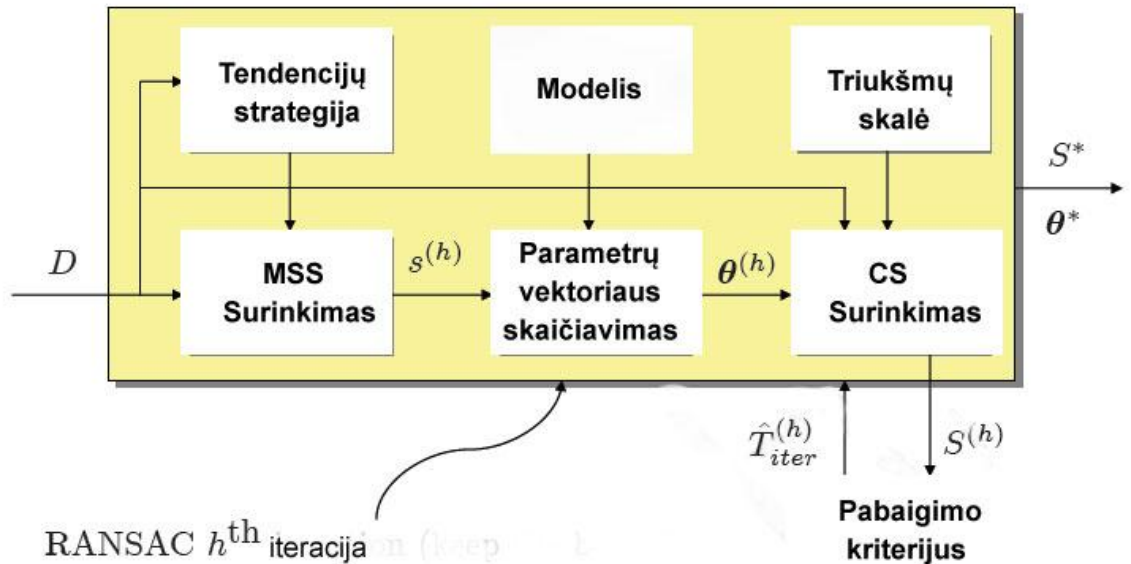 Tendencijų
strategija
Modelis
Triukšmų
skalė
D
MSS
Surinkimas
s^(h)
Parametrų
vektoriaus
skaičiavimas
θ^(h)
CS
Surinkimas
S*
θ*
T̂_iter^(h)
S^(h)
Pabaigimo
kriterijus
RANSAC h^th iteracija